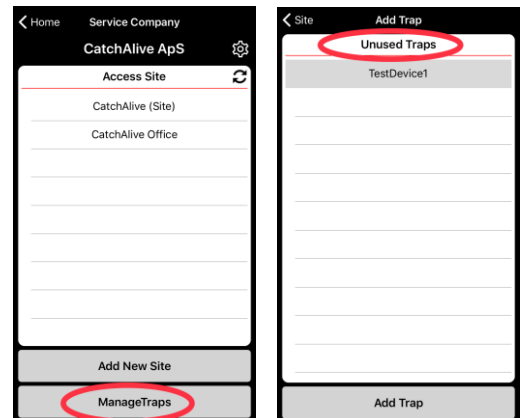 Home Service Company
CatchAlive ApS
Access Site
CatchAlive (Site)
CatchAlive Office
Add New Site
ManageTraps
Site Add Trap
Unused Traps
TestDevice1
Add Trap